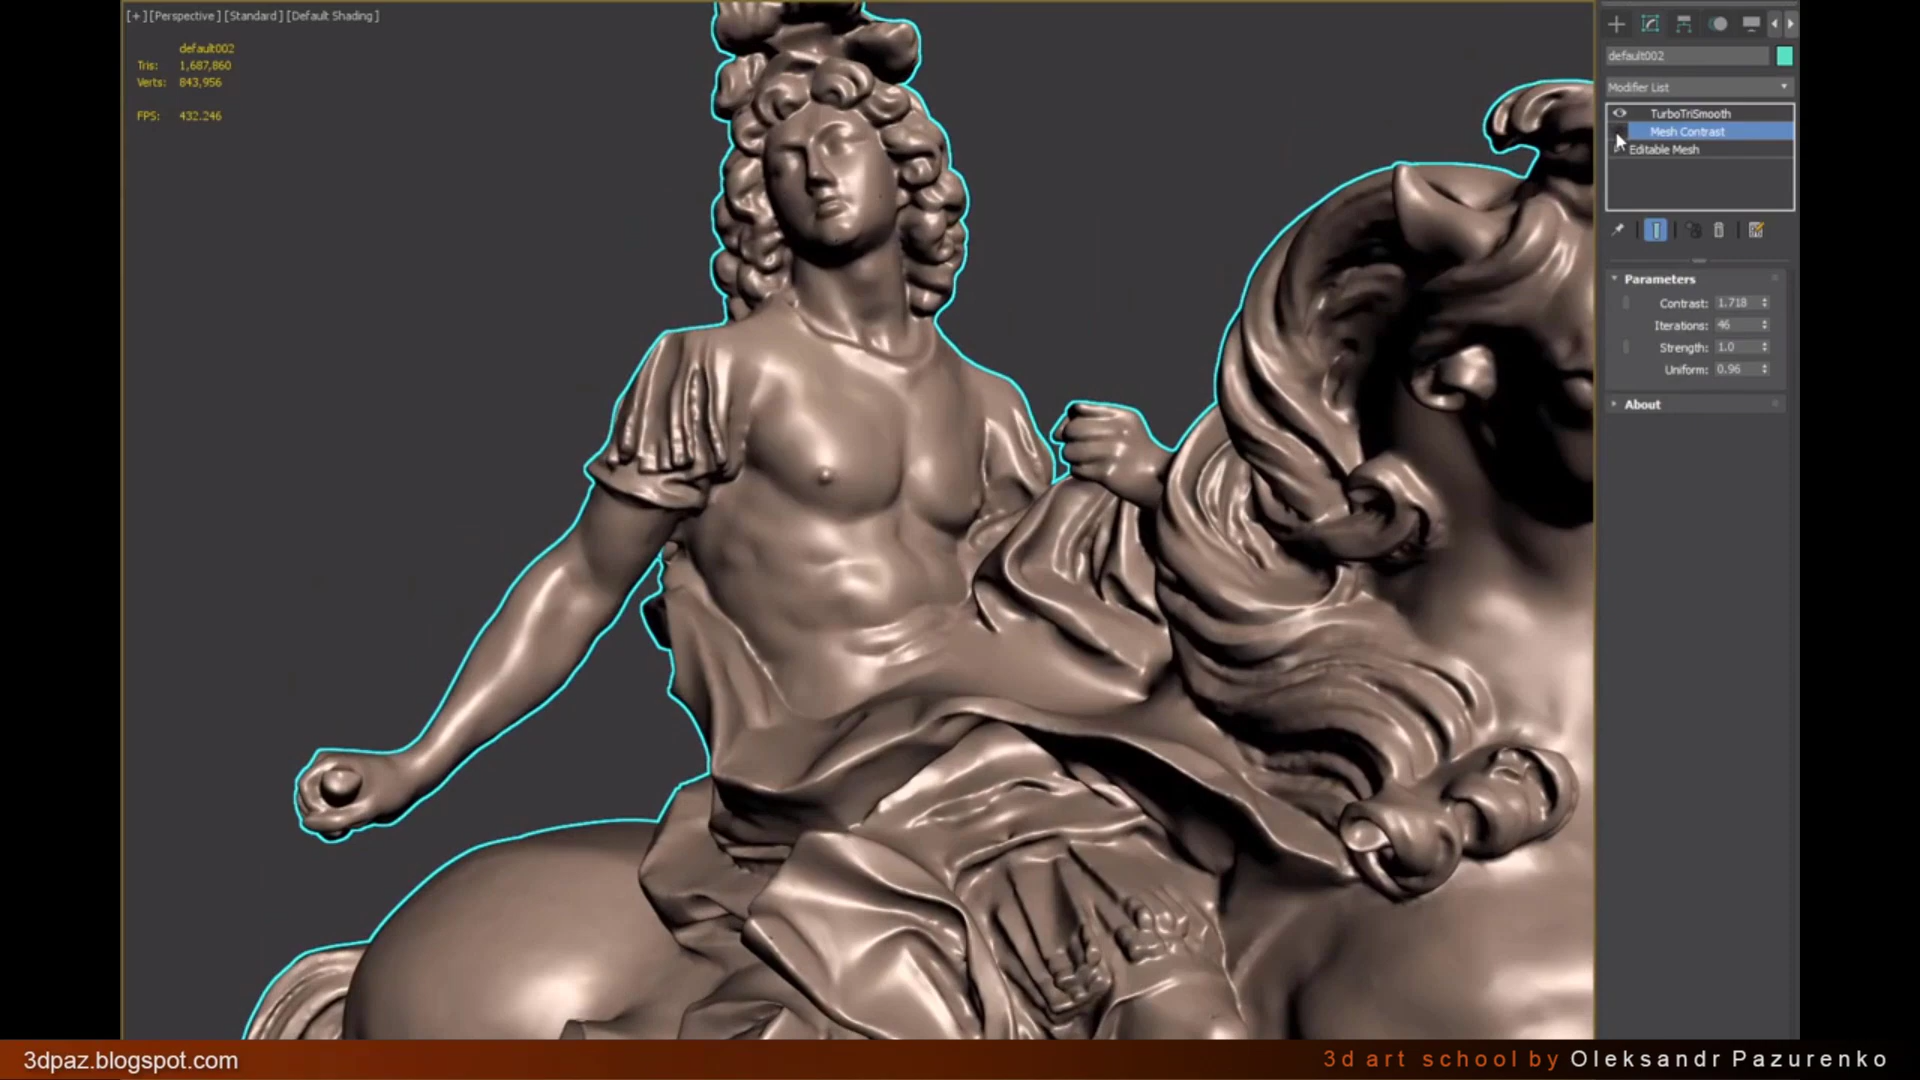 [+][Perspective][Standard][Default Shading]
default002
Tris: 1,687,860
Verts: 843,956
FPS: 432.246
default002
Modifier List
TurboTriSmooth
Mesh Contrast
Editable Mesh
Parameters
Contrast: 1.718
Iterations: 46
Strength: 1.0
Uniform: 0.96
About
3dpaz.blogspot.com
3d art school by Oleksandr Pazurenko